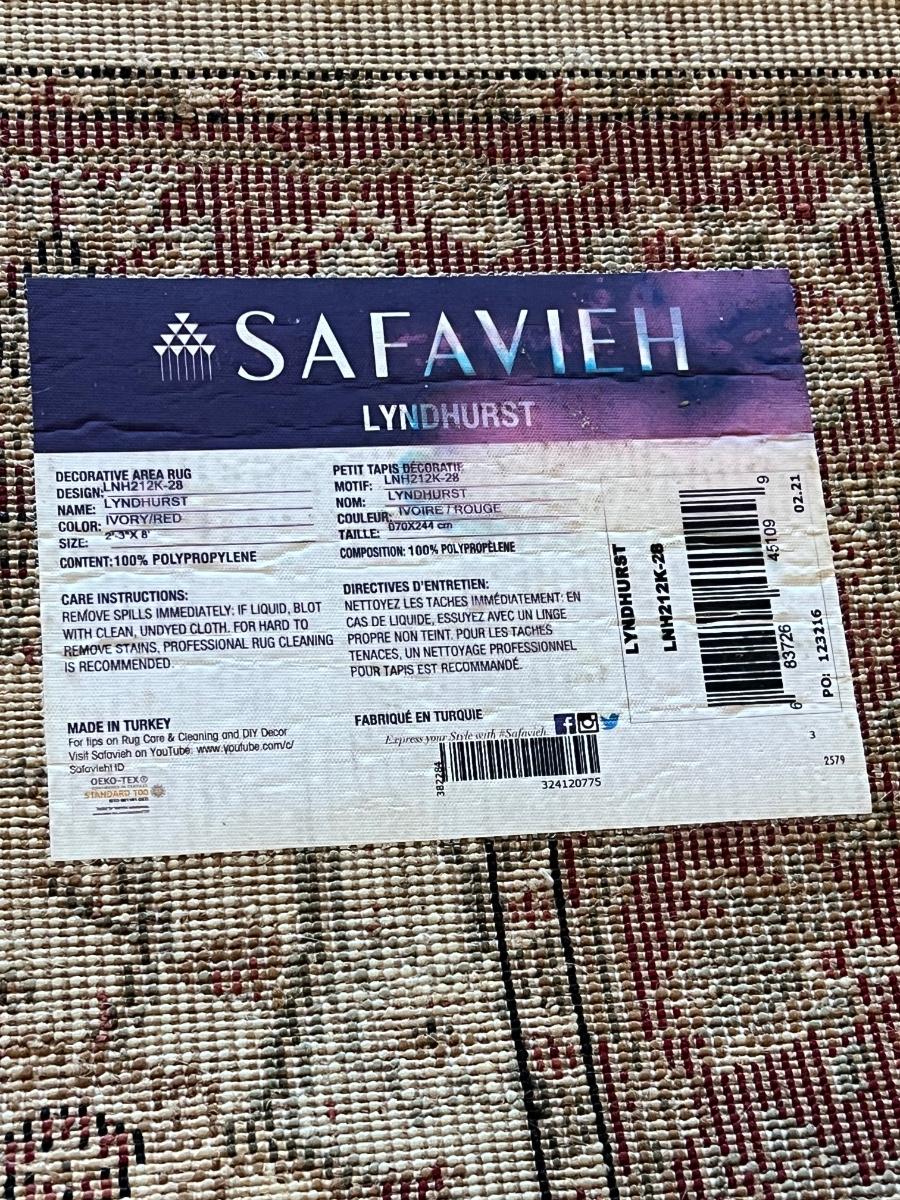 SAFAVIEH
LYNDHURST
DECORATIVE AREA RUG
DESIGN: LNH212K-28
NAME: LYNDHURST
COLOR: IVORY/RED
SIZE: 2'-3"X 8'
CONTENT: 100% POLYPROPYLENE
CARE INSTRUCTIONS:
REMOVE SPILLS IMMEDIATELY: IF LIQUID, BLOT
WITH CLEAN, UNDYED CLOTH. FOR HARD TO
REMOVE STAINS, PROFESSIONAL RUG CLEANING
IS RECOMMENDED.
MADE IN TURKEY
For tips on Rug Care & Cleaning and DIY Decor
Visit Safavieh on YouTube: www.youtube.com/c/
Safavieh1ID
OEKO-TEX®
STANDARD 100
PETIT TAPIS DÉCORATIF
MOTIF: LNH212K-28
NOM: LYNDHURST
COULEUR: IVOIRE / ROUGE
TAILLE: 070X244 cm
COMPOSITION: 100% POLYPROPÈLENE
DIRECTIVES D'ENTRETIEN:
NETTOYEZ LES TACHES IMMÉDIATEMENT: EN
CAS DE LIQUIDE, ESSUYEZ AVEC UN LINGE
PROPRE NON TEINT. POUR LES TACHES
TENACES, UN NETTOYAGE PROFESSIONNEL
POUR TAPIS EST RECOMMANDÉ.
FABRIQUÉ EN TURQUIE
Express your Style with #Safavieh
382284
324120775
LYNDHURST
LNH212K-28
6 83726 45109 9
PO: 123216 02.21
3
2579